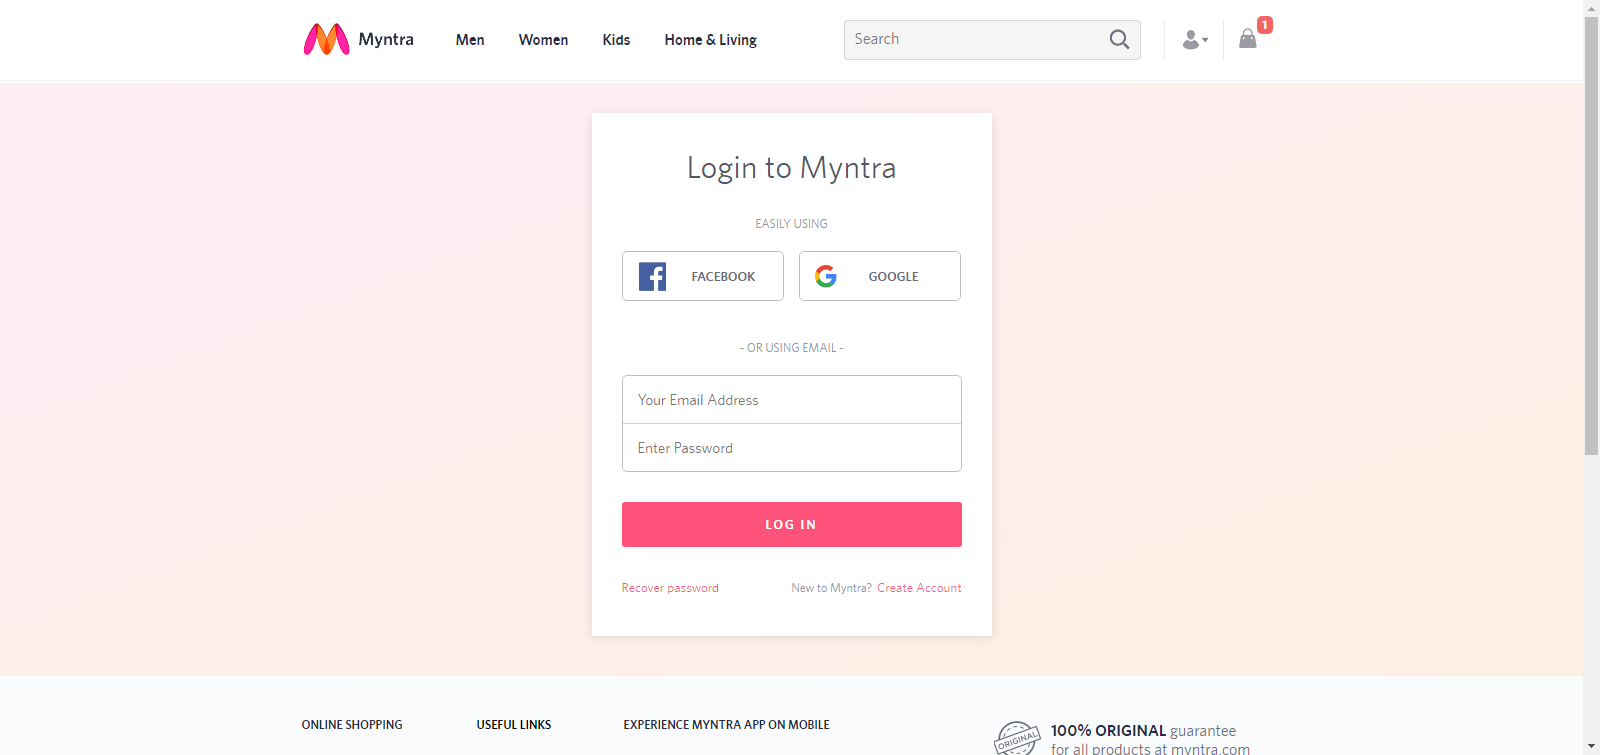 Myntra
Men Women Kids Home & Living
Search
1
Login to Myntra
EASILY USING
FACEBOOK GOOGLE
- OR USING EMAIL -
Your Email Address
Enter Password
LOG IN
Recover password New to Myntra? Create Account
ONLINE SHOPPING USEFUL LINKS EXPERIENCE MYNTRA APP ON MOBILE
ORIGINAL
100% ORIGINAL guarantee
for all products at myntra.com